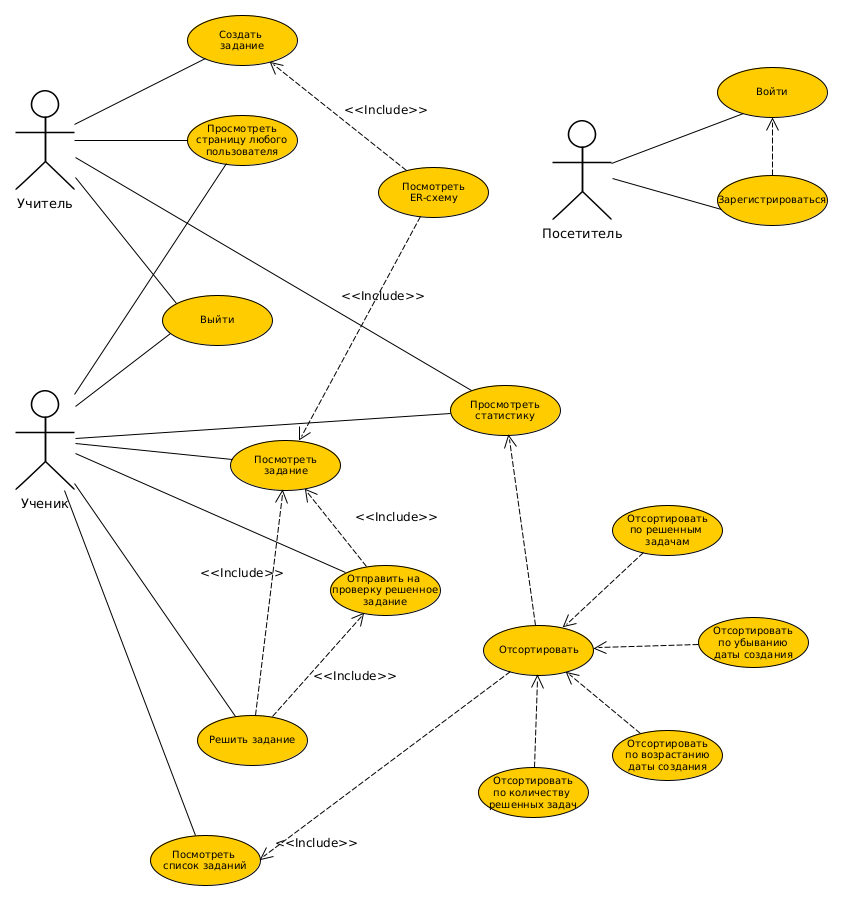 Создать
задание
<<Include>>
Войти
Просмотреть
страницу любого
пользователя
Учитель
Посмотреть
ER-схему
Зарегистрироваться
Посетитель
<<Include>>
Выйти
Просмотреть
статистику
Посмотреть
задание
Ученик
<<Include>>
Отсортировать
по решенным
задачам
<<Include>>
Отправить на
проверку решенное
задание
Отсортировать
Отсортировать
по убыванию
даты создания
<<Include>>
Решить задание
Отсортировать
по возрастанию
даты создания
Отсортировать
по количеству
решенных задач
<<Include>>
Посмотреть
список заданий